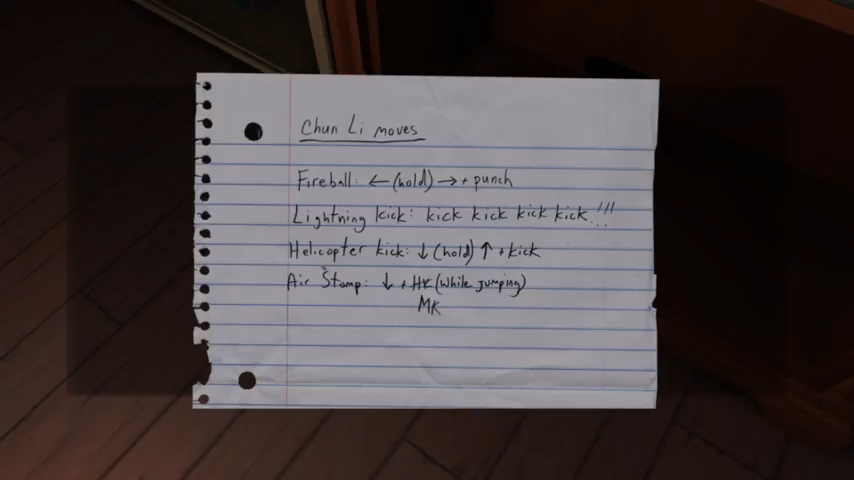 Chun Li moves
Fireball: ← (hold) → + punch
Lightning kick: kick kick kick kick!!!
Helicopter kick: ↓ (hold) ↑ + kick
Air Stomp: ↓ + HK (while jumping)
MK